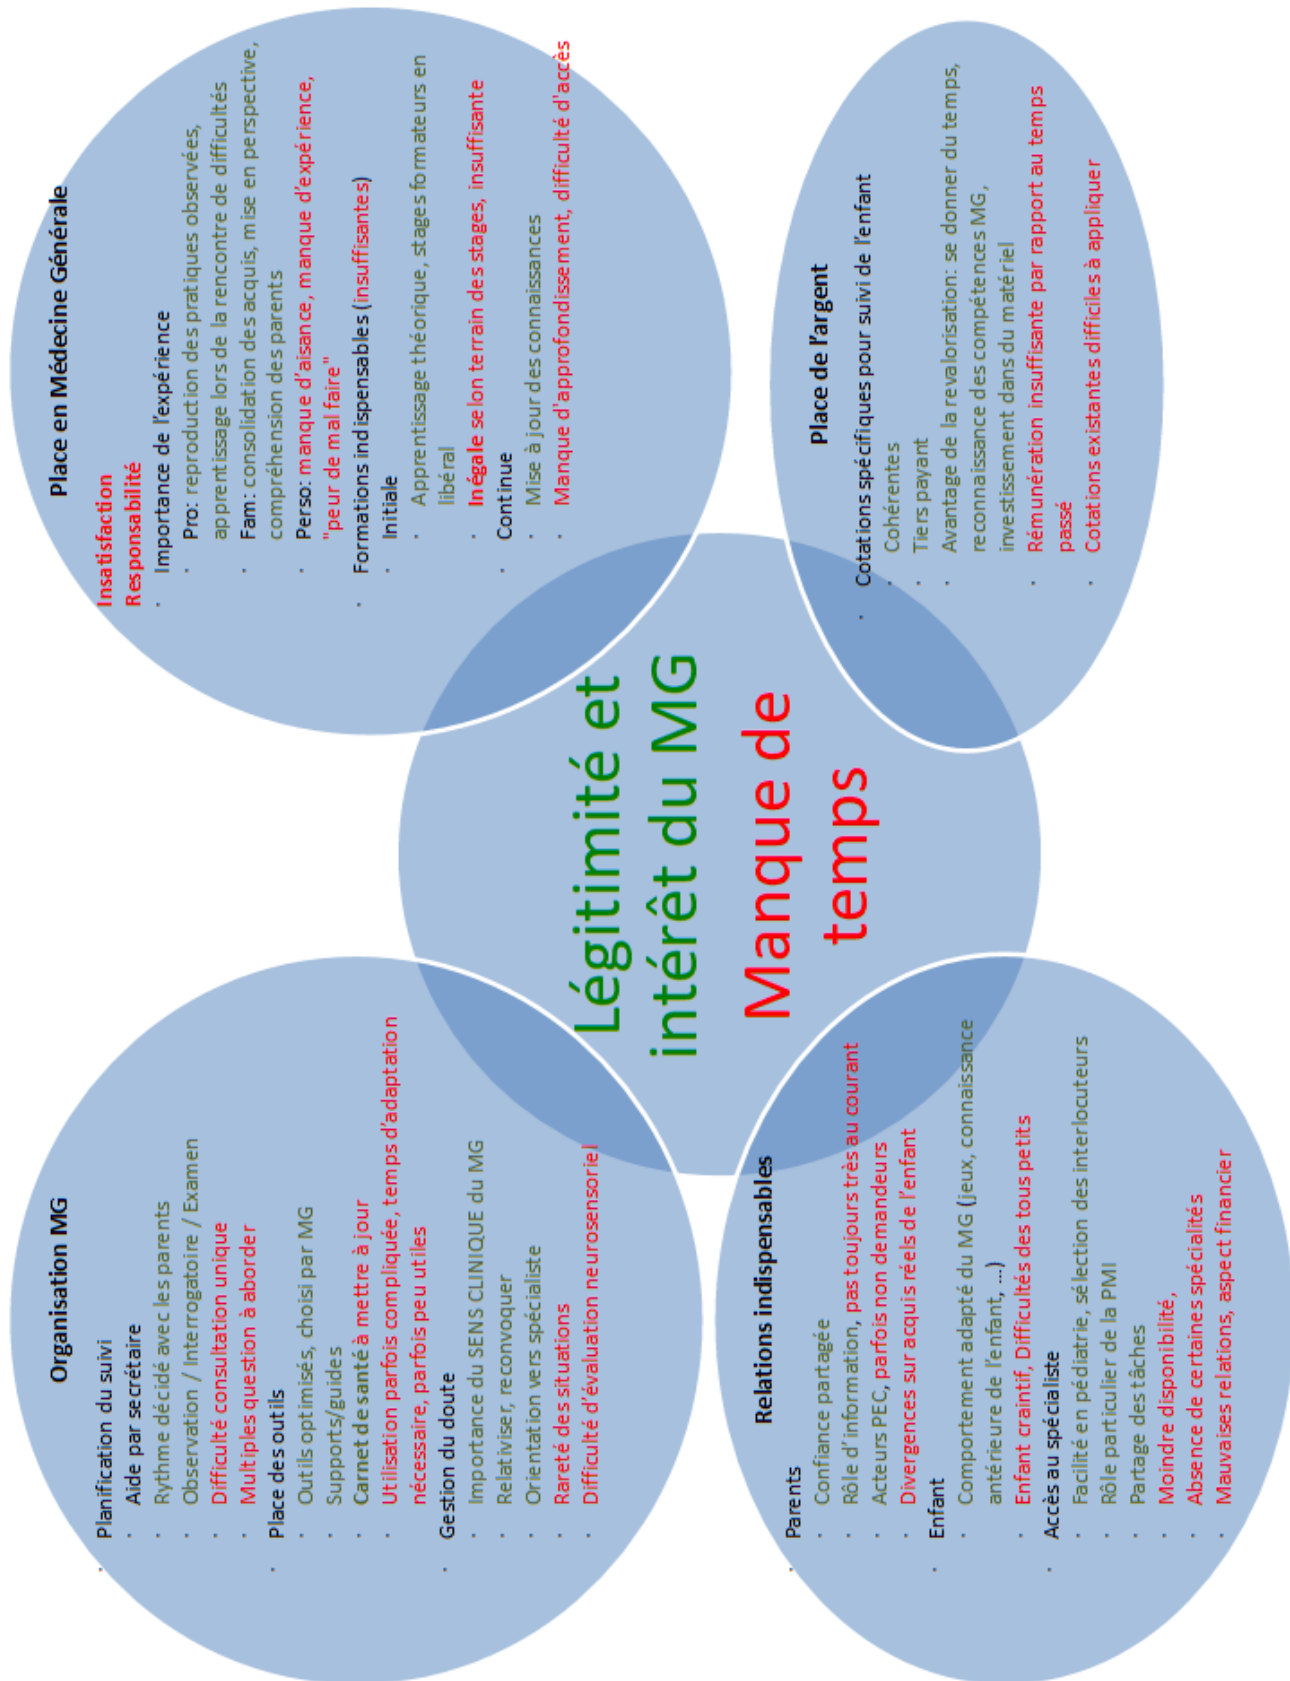 Organisation MG
· Planification du suivi
· Aide par secrétaire
· Rythme décidé avec les parents
· Observation / Interrogatoire / Examen
· Difficulté consultation unique
· Multiples question à aborder
· Place des outils
· Outils optimisés, choisi par MG
· Supports/guides
· Carnet de santé à mettre à jour
· Utilisation parfois compliquée, temps d'adaptation
nécessaire, parfois peu utiles
· Gestion du doute
· Importance du SENS CLINIQUE du MG
· Relativiser, reconvoquer
· Orientation vers spécialiste
· Rareté des situations
· Difficulté d'évaluation neurosensoriel
Place en Médecine Générale
Insatisfaction
Responsabilité
· Importance de l'expérience
· Pro: reproduction des pratiques observées,
apprentissage lors de la rencontre de difficultés
· Fam: consolidation des acquis, mise en perspective,
compréhension des parents
· Perso: manque d'aisance, manque d'expérience,
"peur de mal faire"
· Formations indispensables (insuffisantes)
· Initiale
· Apprentissage théorique, stages formateurs en
libéral
· Inégale selon terrain des stages, insuffisante
· Continue
· Mise à jour des connaissances
· Manque d'approfondissement, difficulté d'accès
Légitimité et
intérêt du MG
Manque de
temps
Relations indispensables
· Parents
· Confiance partagée
· Rôle d'information, pas toujours très au courant
· Acteurs PEC, parfois non demandeurs
· Divergences sur acquis réels de l'enfant
· Enfant
· Comportement adapté du MG (jeux, connaissance
antérieure de l'enfant, ...)
· Enfant craintif, Difficultés des tous petits
· Accès au spécialiste
· Facilité en pédiatrie, sélection des interlocuteurs
· Rôle particulier de la PMI
· Partage des tâches
· Moindre disponibilité,
· Absence de certaines spécialités
· Mauvaises relations, aspect financier
Place de l'argent
· Cotations spécifiques pour suivi de l'enfant
· Cohérentes
· Tiers payant
· Avantage de la revalorisation: se donner du temps,
reconnaissance des compétences MG,
investissement dans du matériel
· Rémunération insuffisante par rapport au temps
passé
· Cotations existantes difficiles à appliquer